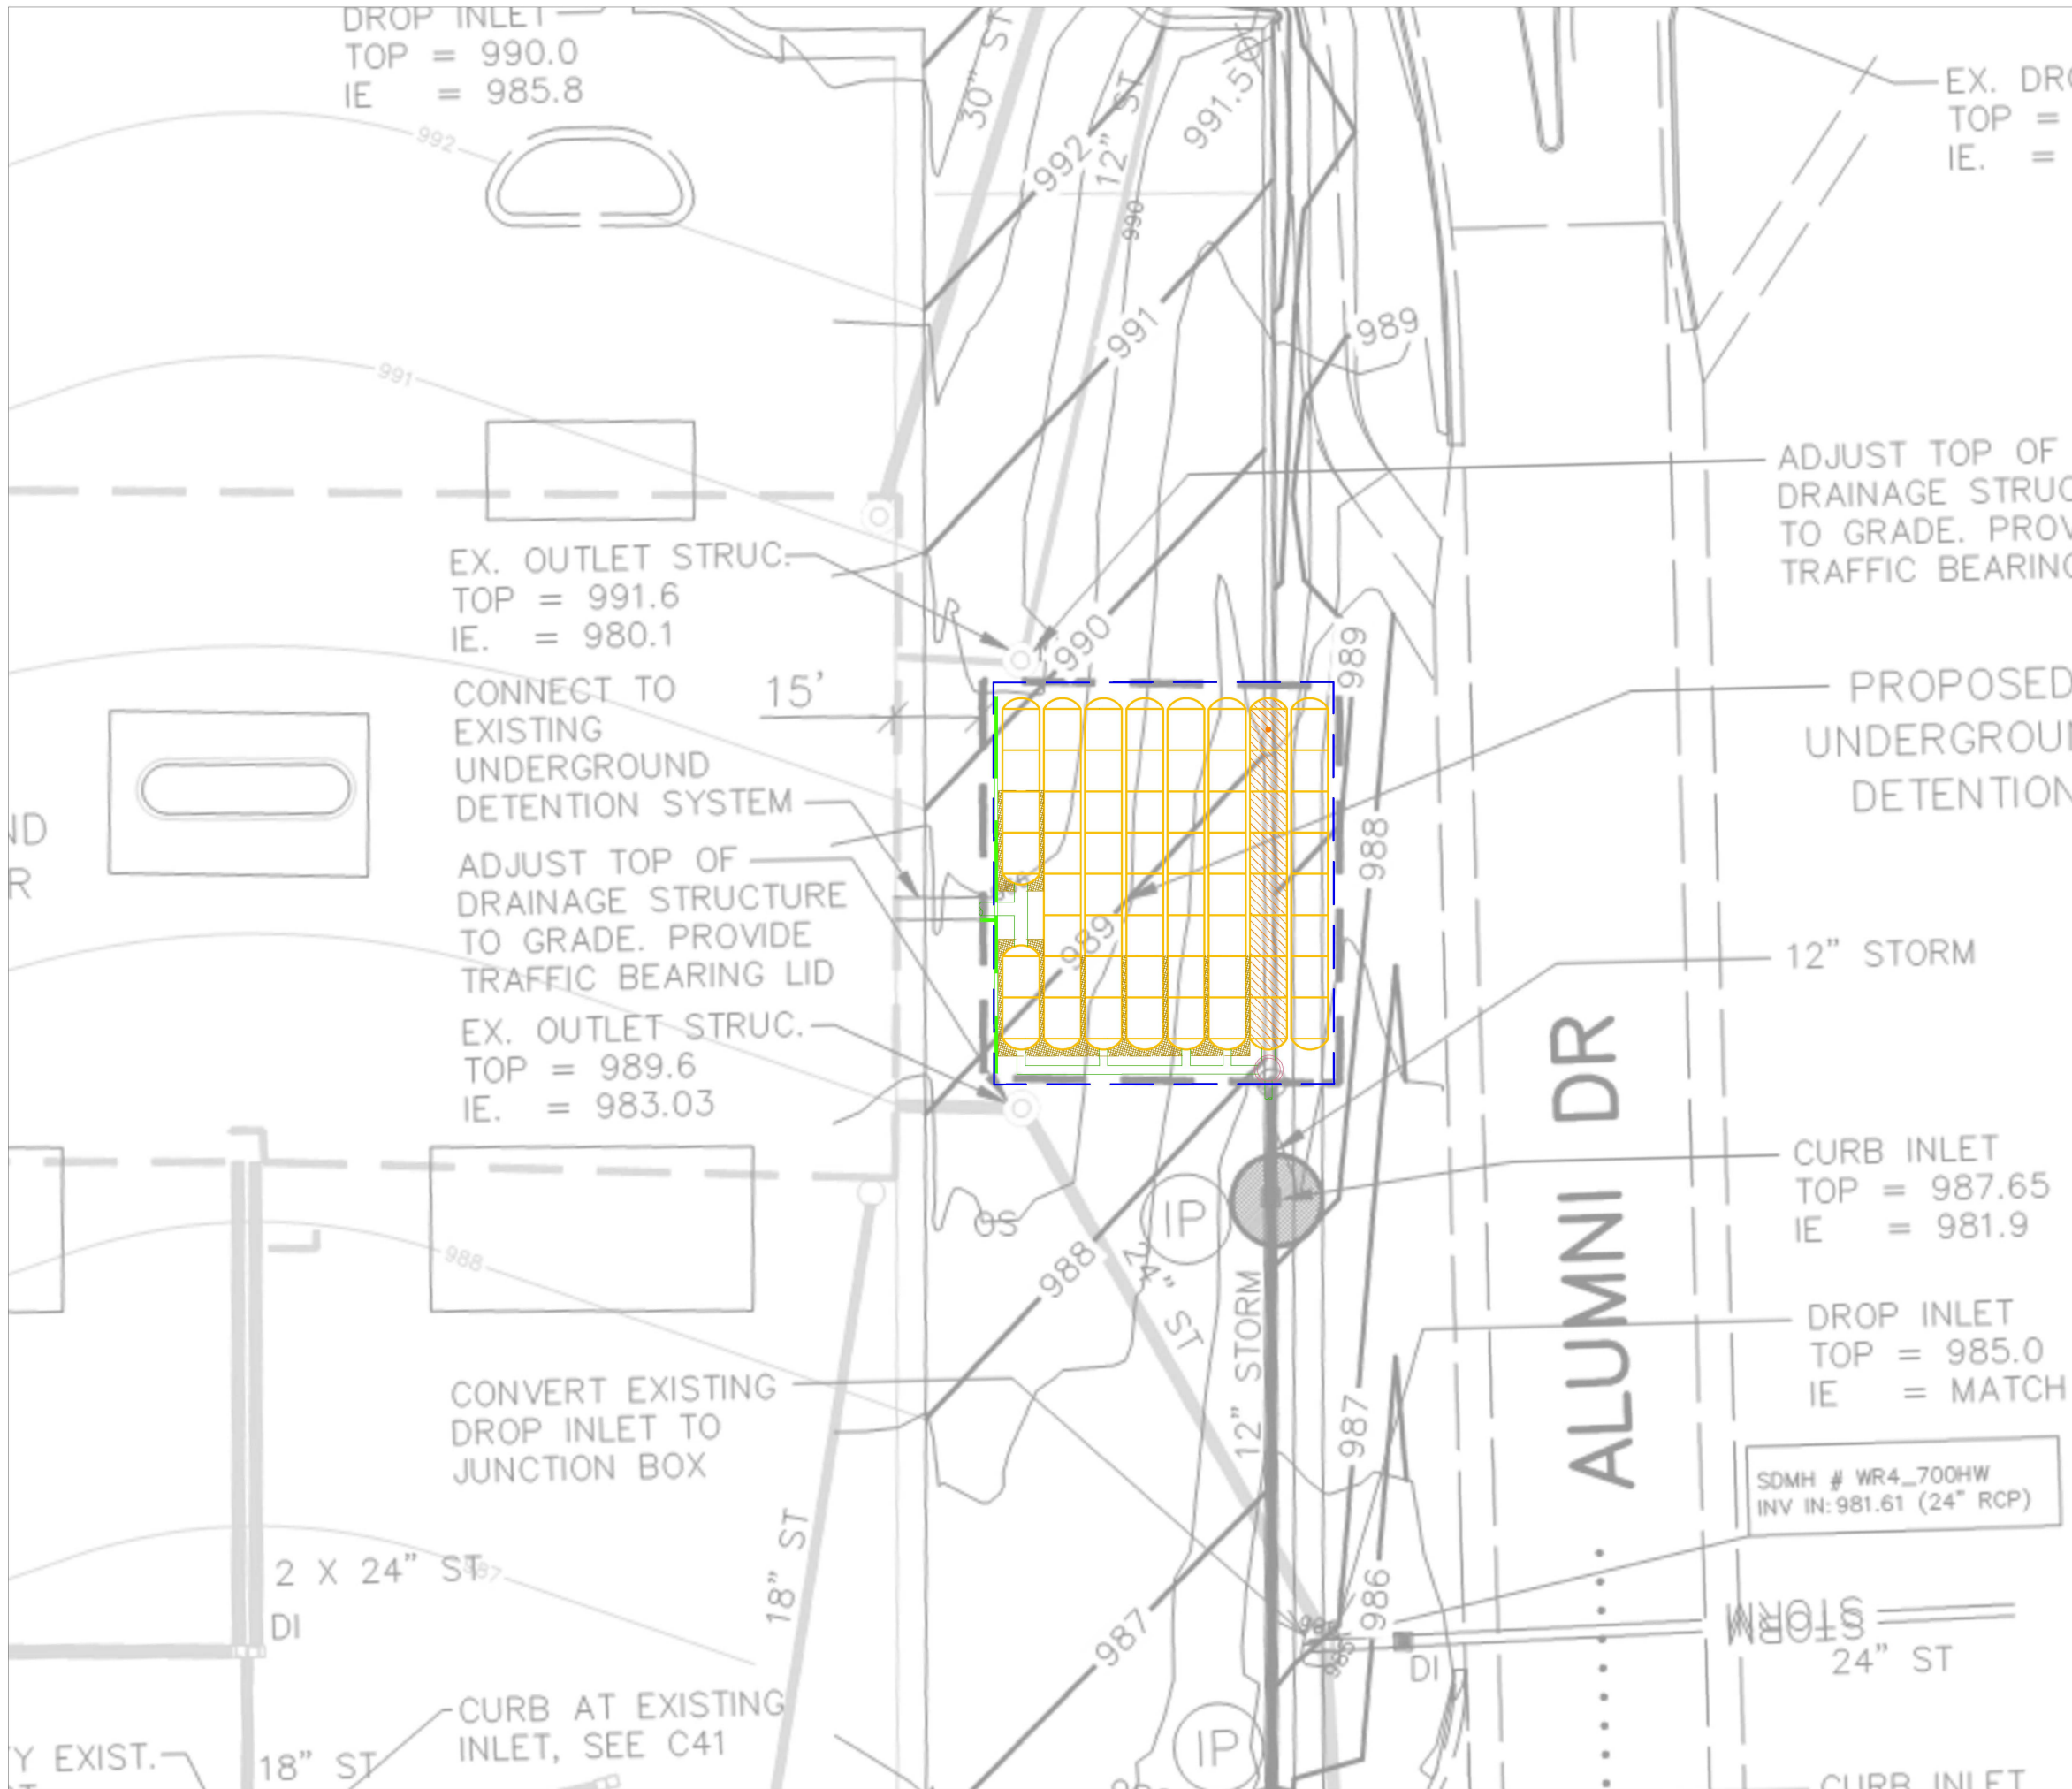 DROP INLET
TOP = 990.0
IE = 985.8
992
30" ST
12" ST
991.5
992
990
EX.
TOP =
IE. =
991
991
989
ADJUST TOP OF
DRAINAGE
TO GRADE.
TRAFFIC BEARING
EX. OUTLET STRUC.
TOP = 991.6
IE. = 980.1
990
989
CONNECT TO
EXISTING
UNDERGROUND
DETENTION SYSTEM
15'
PROPOSED
DETENTION
988
ADJUST TOP OF
DRAINAGE STRUCTURE
TO GRADE. PROVIDE
TRAFFIC BEARING LID
989
12" STORM
EX. OUTLET STRUC.
TOP = 989.6
IE. = 983.03
ALUMNI DR
CURB INLET
TOP = 987.65
IE = 981.9
IP
OS
988
988
24" ST
12" STORM
DROP INLET
TOP = 985.0
IE = MATCH
CONVERT EXISTING
DROP INLET TO
JUNCTION BOX
987
SDMH # WR4_700HW
INV IN: 981.61 (24" RCP)
18" ST
2 X 24" ST
987
DI
986
987
STORM
STORM
24" ST
DI
CURB AT EXISTING
INLET, SEE C41
IP
Y EXIST.
18" ST
CURB INLET